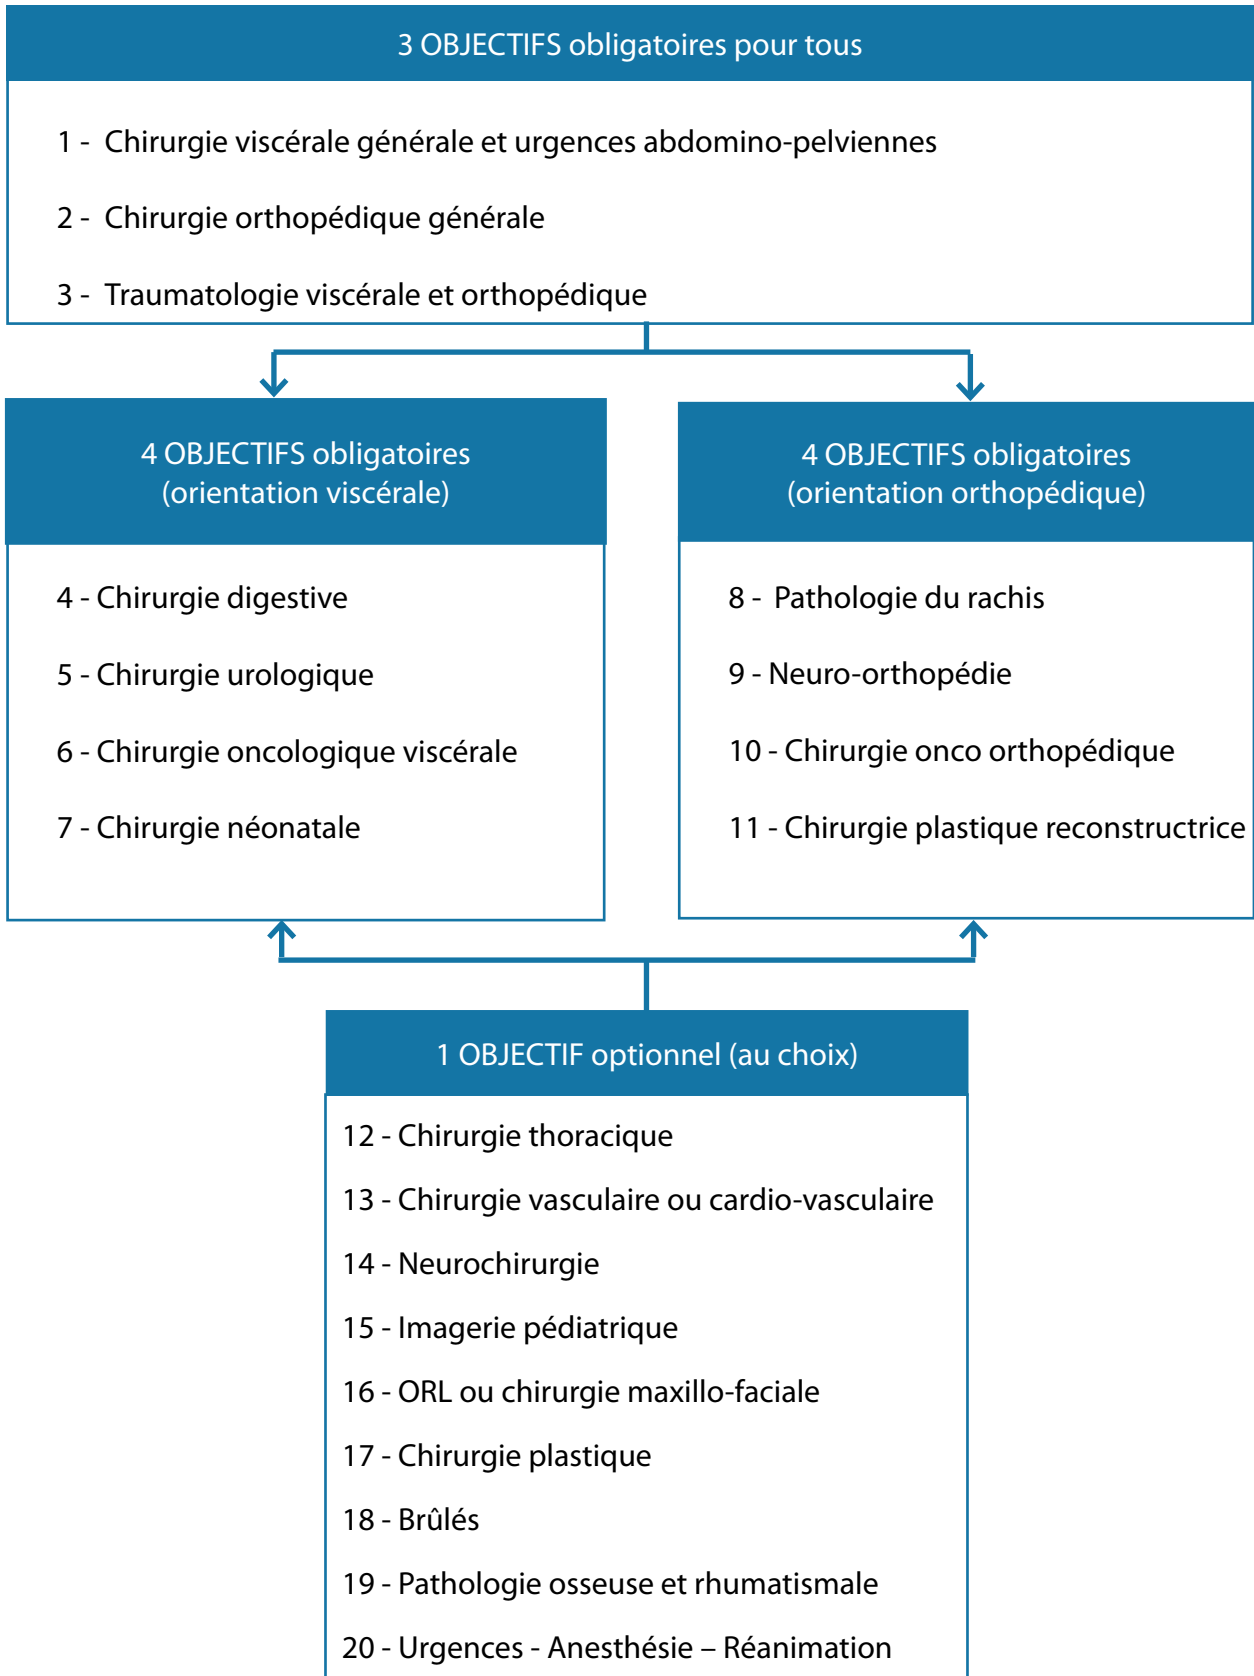 3 OBJECTIFS obligatoires pour tous
1 - Chirurgie viscérale générale et urgences abdomino-pelviennes
2 - Chirurgie orthopédique générale
3 - Traumatologie viscérale et orthopédique
4 OBJECTIFS obligatoires
(orientation viscérale)
4 - Chirurgie digestive
5 - Chirurgie urologique
6 - Chirurgie oncologique viscérale
7 - Chirurgie néonatale
4 OBJECTIFS obligatoires
(orientation orthopédique)
8 - Pathologie du rachis
9 - Neuro-orthopédie
10 - Chirurgie onco orthopédique
11 - Chirurgie plastique reconstructrice
1 OBJECTIF optionnel (au choix)
12 - Chirurgie thoracique
13 - Chirurgie vasculaire ou cardio-vasculaire
14 - Neurochirurgie
15 - Imagerie pédiatrique
16 - ORL ou chirurgie maxillo-faciale
17 - Chirurgie plastique
18 - Brûlés
19 - Pathologie osseuse et rhumatismale
20 - Urgences - Anesthésie – Réanimation